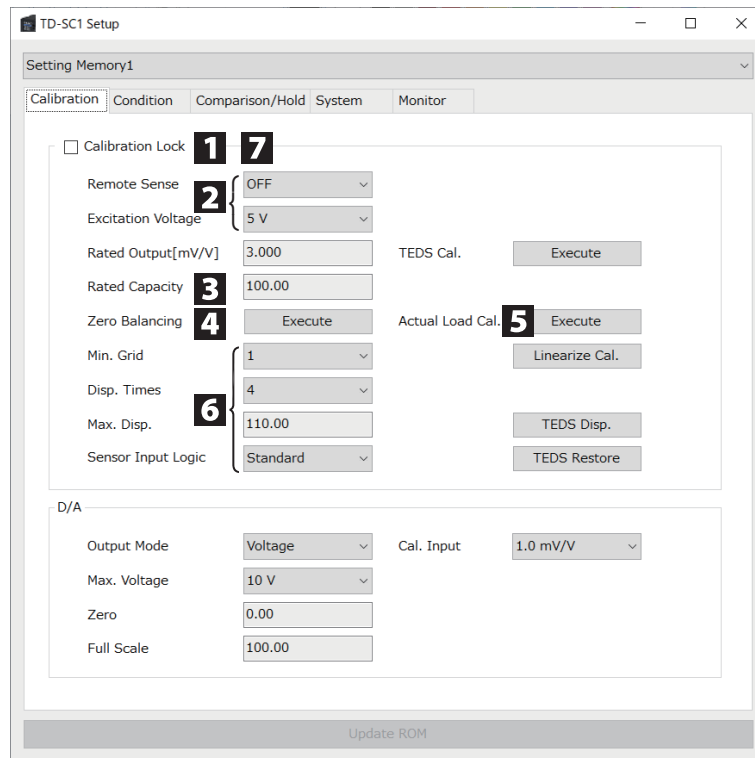 TD-SC1 Setup
Setting Memory1
Calibration Condition Comparison/Hold System Monitor
Calibration Lock 1 7
Remote Sense 2 OFF
Excitation Voltage 5 V
Rated Output[mV/V] 3.000 TEDS Cal. Execute
Rated Capacity 3 100.00
Zero Balancing 4 Execute Actual Load Cal. 5 Execute
Min. Grid 1 Linearize Cal.
Disp. Times 4
Max. Disp. 6 110.00 TEDS Disp.
Sensor Input Logic Standard TEDS Restore
D/A
Output Mode Voltage Cal. Input 1.0 mV/V
Max. Voltage 10 V
Zero 0.00
Full Scale 100.00
Update ROM